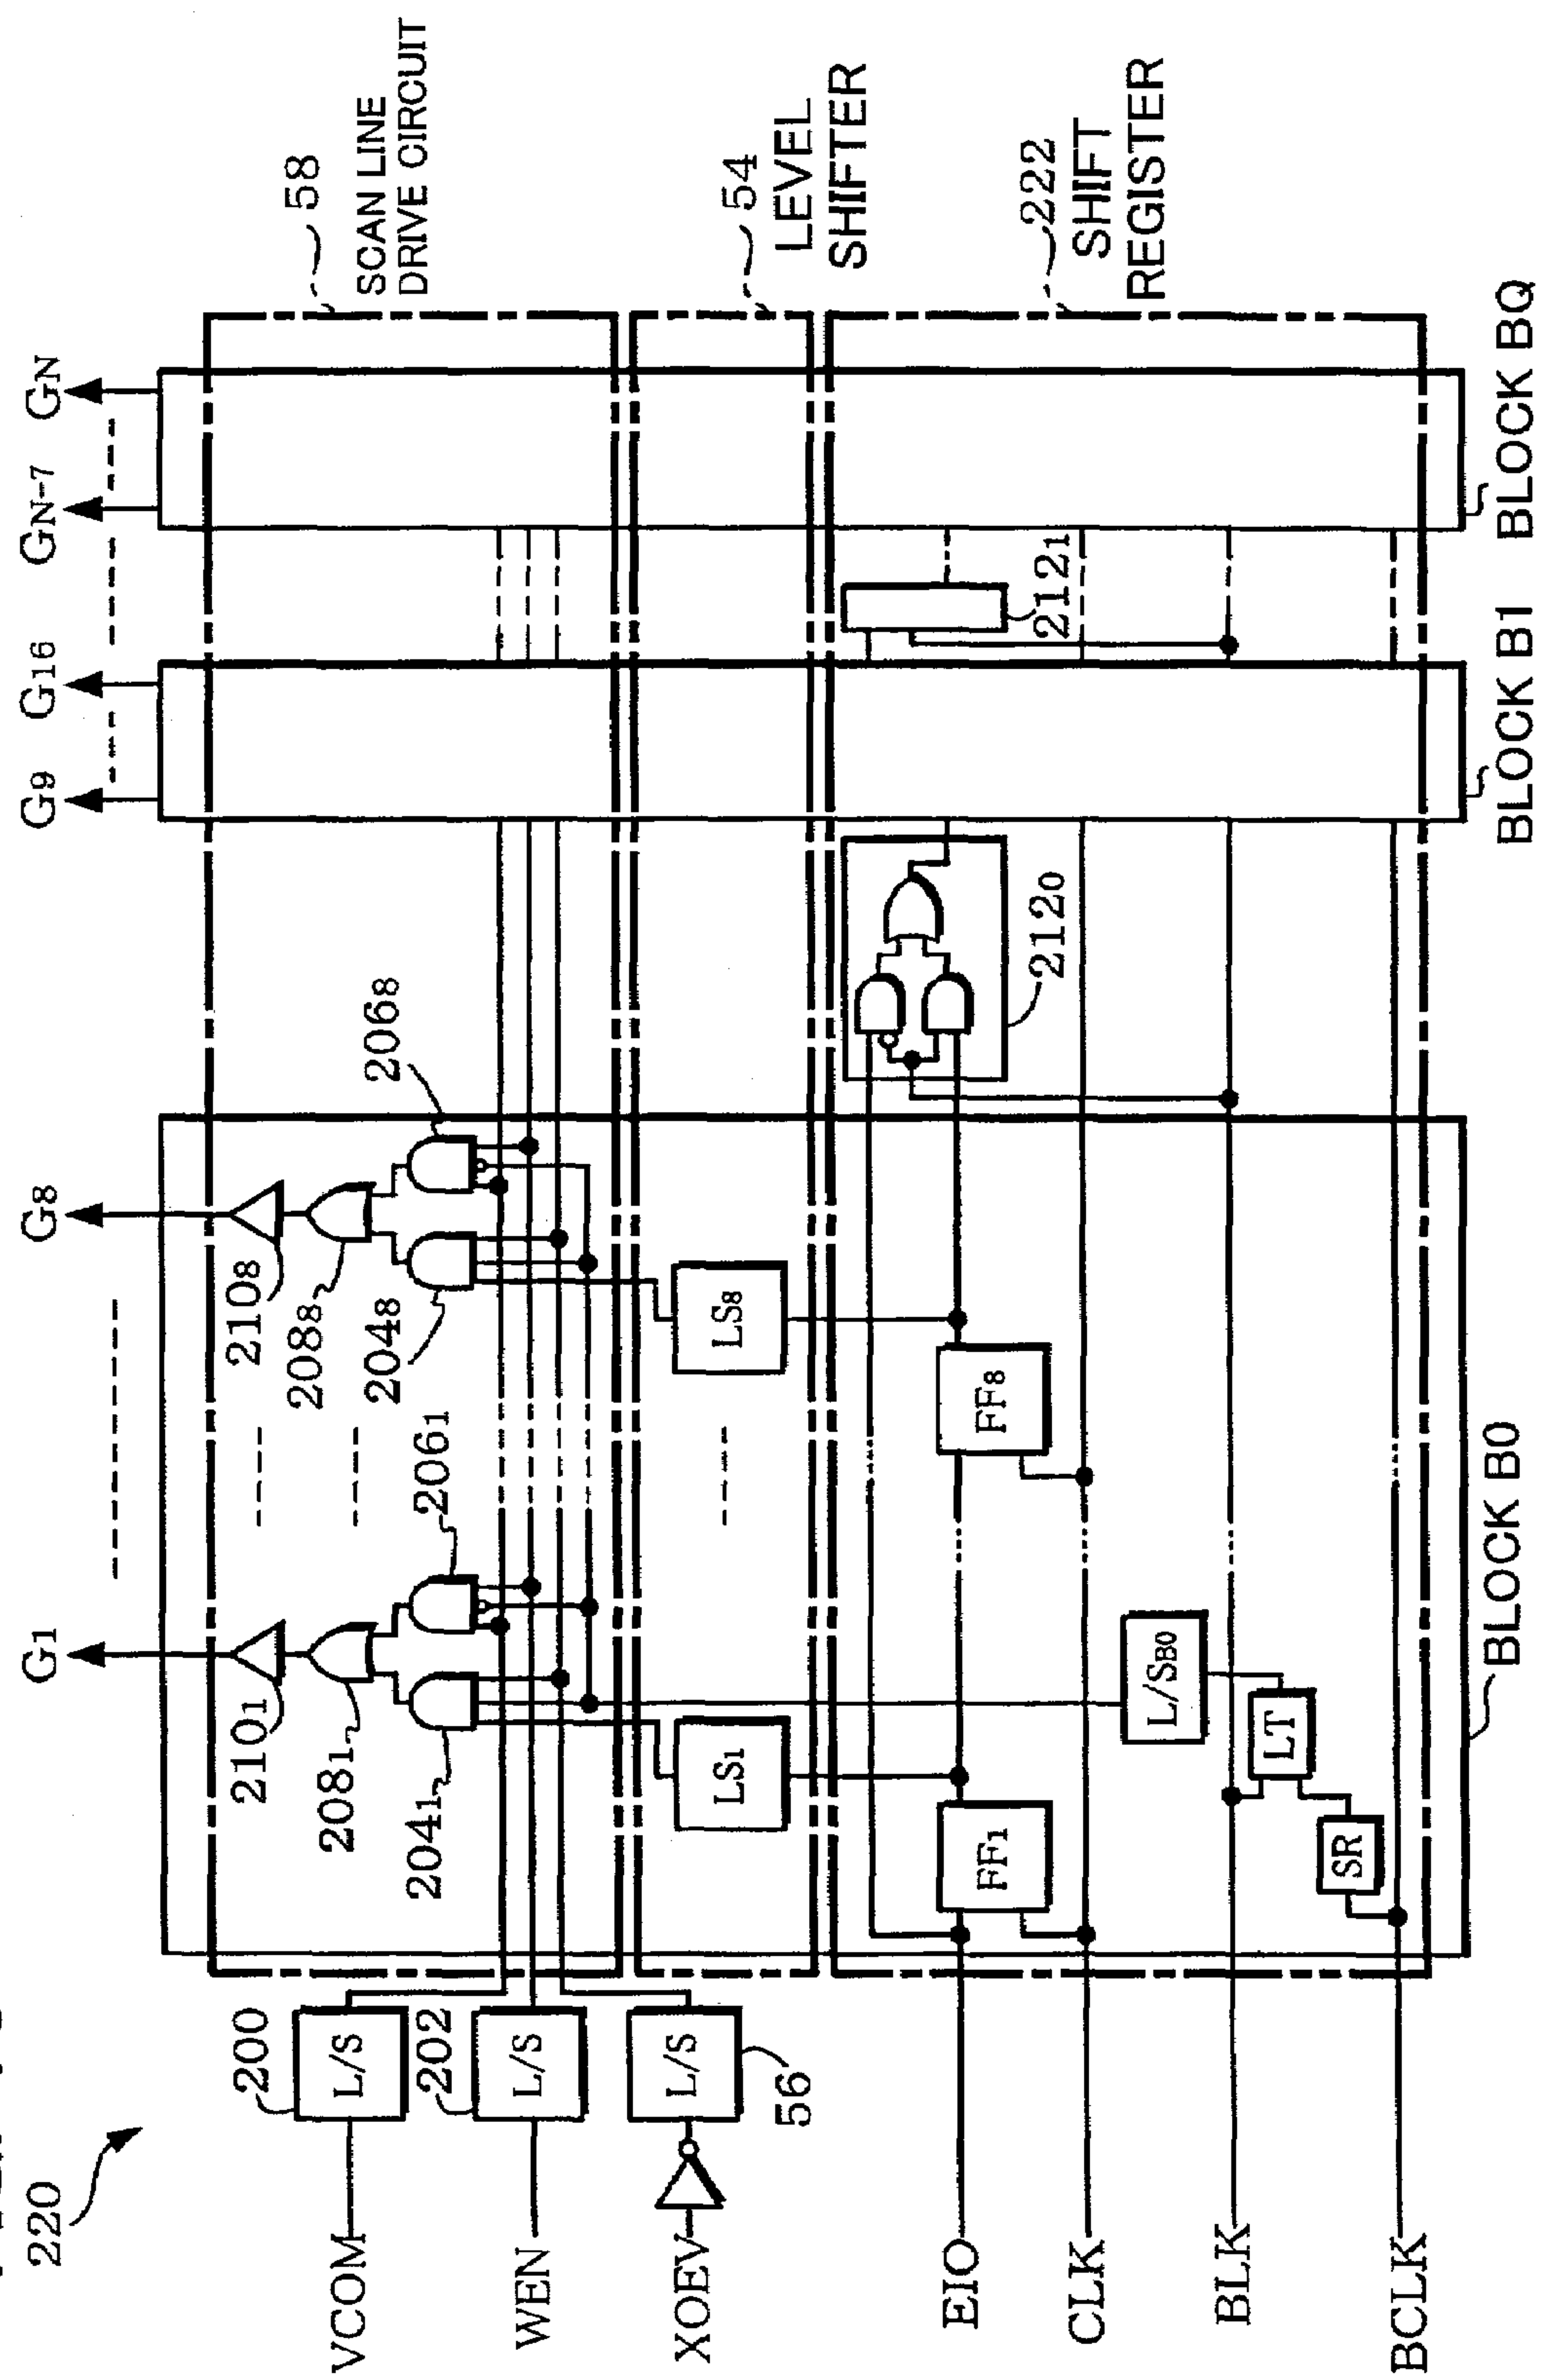 220
VCOM
WEN
XOEV
EIO
CLK
BLK
BCLK
200
L/S
202
L/S
L/S
56
G1
G8
G9
G16
GN-7
GN
2101
2081
2041
2061
2108
2088
2048
2068
LS1
LS8
FF1
FF8
L/SB0
LT
SR
2120
2121
58
SCAN LINE
DRIVE CIRCUIT
54
LEVEL
SHIFTER
222
SHIFT
REGISTER
BLOCK B0
BLOCK B1
BLOCK BQ